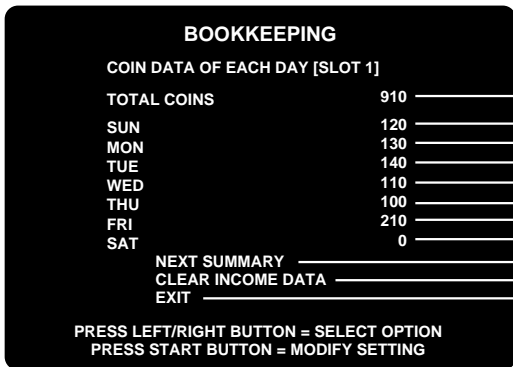 BOOKKEEPING
COIN DATA OF EACH DAY [SLOT 1]
TOTAL COINS 910
SUN 120
MON 130
TUE 140
WED 110
THU 100
FRI 210
SAT 0
NEXT SUMMARY
CLEAR INCOME DATA
EXIT
PRESS LEFT/RIGHT BUTTON = SELECT OPTION
PRESS START BUTTON = MODIFY SETTING